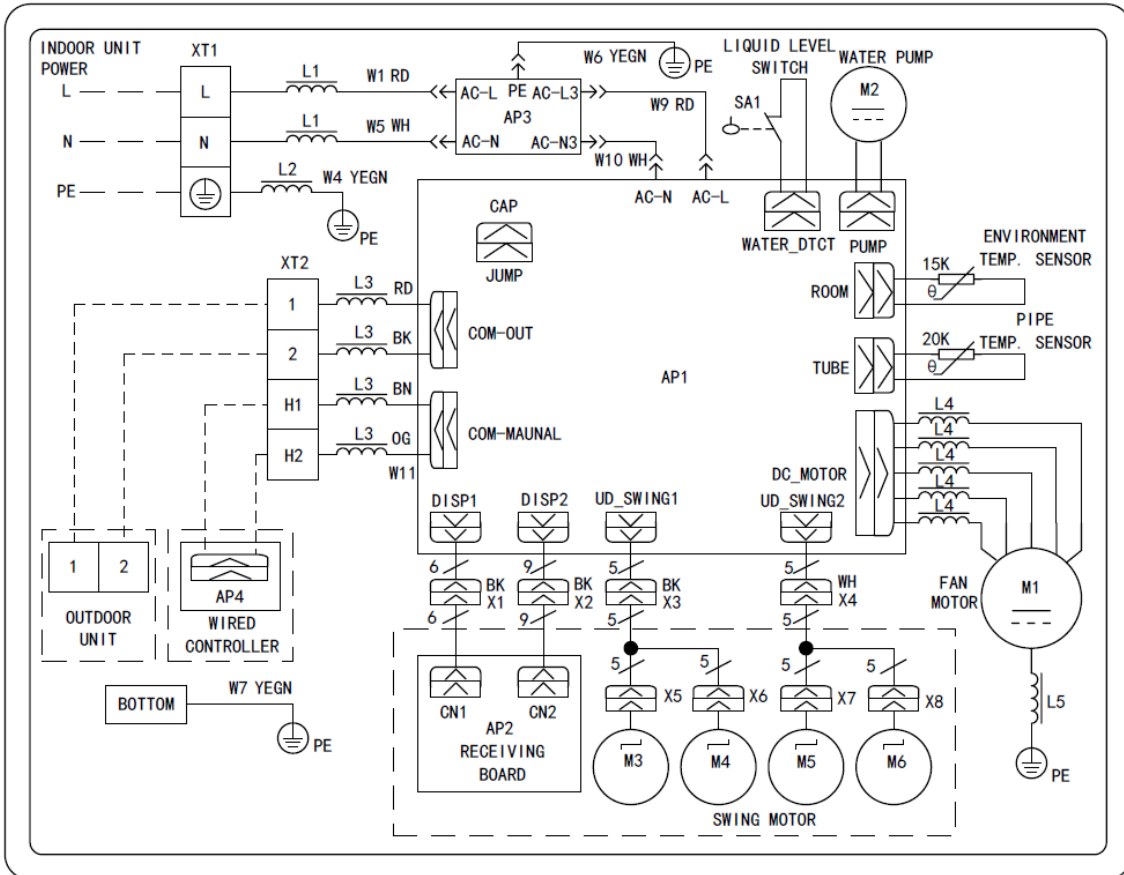 INDOOR UNIT
POWER
XT1
L
L
L1
W1 RD
AC-L
PE
AC-L3
W6 YEGN
PE
LIQUID LEVEL
SWITCH
WATER PUMP
M2
SA1
W9 RD
AP3
N
N
L1
W5 WH
AC-N
AC-N3
W10 WH
PE
L2
W4 YEGN
PE
AC-N
AC-L
WATER_DTCT
PUMP
CAP
JUMP
ENVIRONMENT
TEMP. SENSOR
15K
θ
ROOM
PIPE
TEMP. SENSOR
20K
θ
TUBE
XT2
1
L3
RD
2
L3
BK
COM-OUT
H1
L3
BN
H2
L3
OG
COM-MAUNAL
W11
AP1
DC_MOTOR
L4
L4
L4
L4
L4
DISP1
DISP2
UD_SWING1
UD_SWING2
6
9
5
5
BK
X1
BK
X2
BK
X3
WH
X4
6
9
5
5
FAN
MOTOR
M1
L5
PE
1
2
OUTDOOR
UNIT
AP4
WIRED
CONTROLLER
BOTTOM
W7 YEGN
PE
CN1
CN2
AP2
RECEIVING
BOARD
5
5
5
5
X5
X6
X7
X8
M3
M4
M5
M6
SWING MOTOR